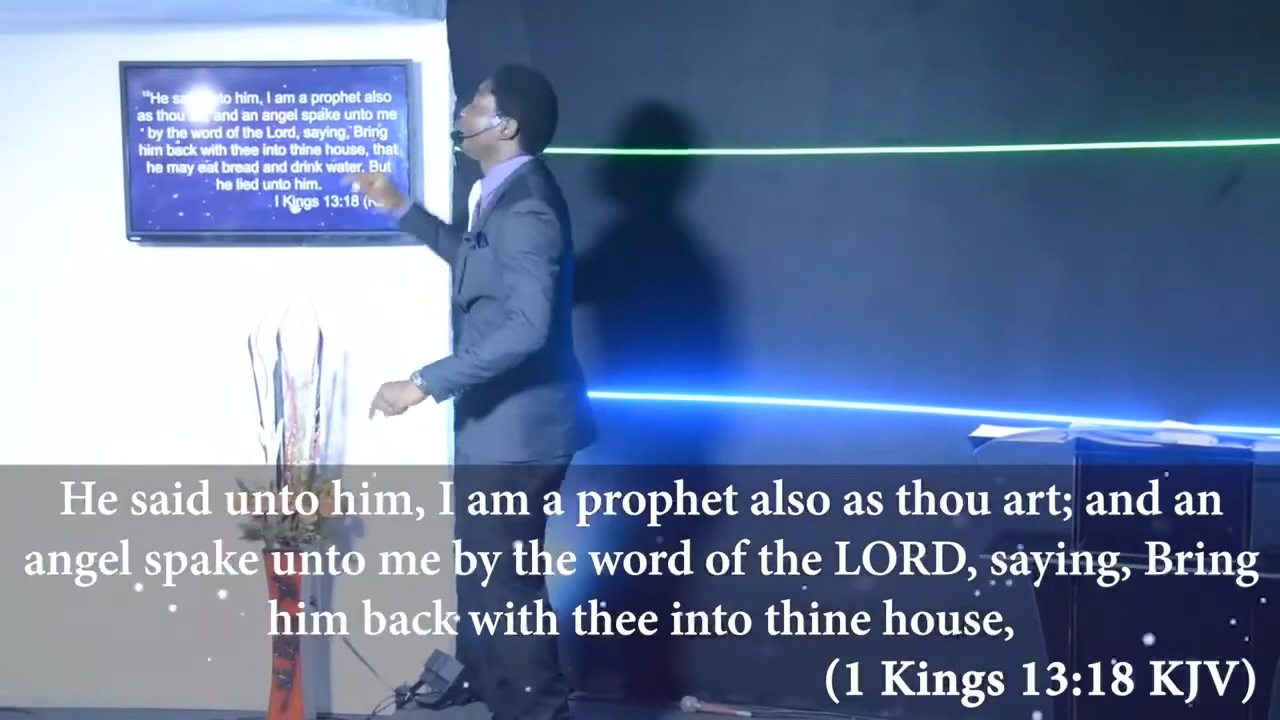 18He said unto him, I am a prophet also
as thou and an angel spake unto me
by the word of the Lord, saying, Bring
him back with thee into thine house, that
he may eat bread and drink water. But
he lied unto him.
I Kings 13:18
He said unto him, I am a prophet also as thou art; and an
angel spake unto me by the word of the LORD, saying, Bring
him back with thee into thine house,
(1 Kings 13:18 KJV)